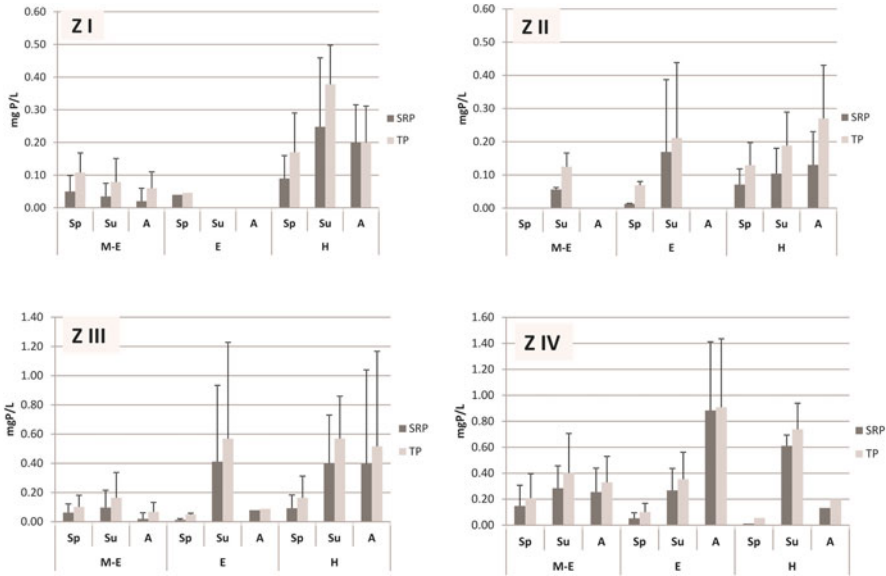 Z I
0.60
0.50
0.40
0.30
0.20
0.10
0.00
mg P/L
Sp Su A Sp Su A Sp Su A
M-E E H
SRP
TP
Z II
0.60
0.50
0.40
0.30
0.20
0.10
0.00
mg P/L
Sp Su A Sp Su A Sp Su A
M-E E H
SRP
TP
Z III
1.40
1.20
1.00
0.80
0.60
0.40
0.20
0.00
mgP/L
Sp Su A Sp Su A Sp Su A
M-E E H
SRP
TP
Z IV
1.60
1.40
1.20
1.00
0.80
0.60
0.40
0.20
0.00
mgP/L
Sp Su A Sp Su A Sp Su A
M-E E H
SRP
TP